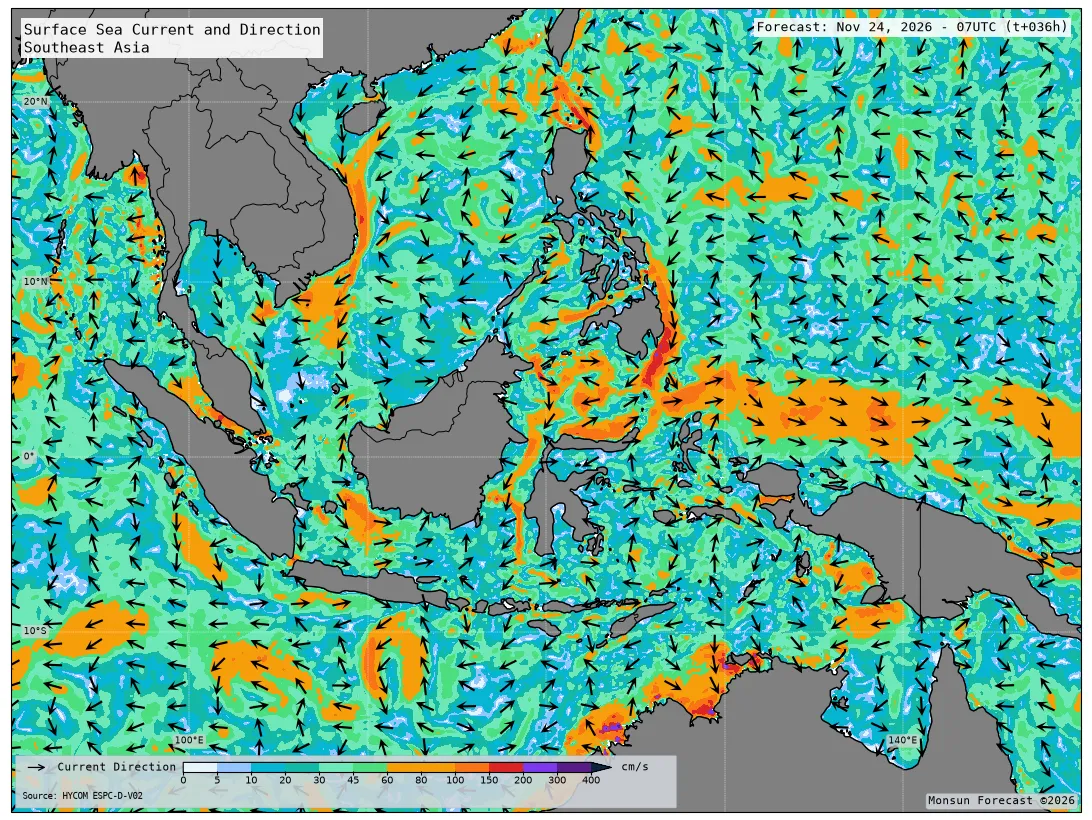 Surface Sea Current and Direction
Southeast Asia
Forecast: Nov 24, 2026 - 07UTC (t+036h)
20°N
10°N
0°
10°S
100°E
140°E
Current Direction
0 5 10 20 30 45 60 80 100 150 200 300 400 cm/s
Source: HYCOM ESPC-D-V02
Monsun Forecast ©2026